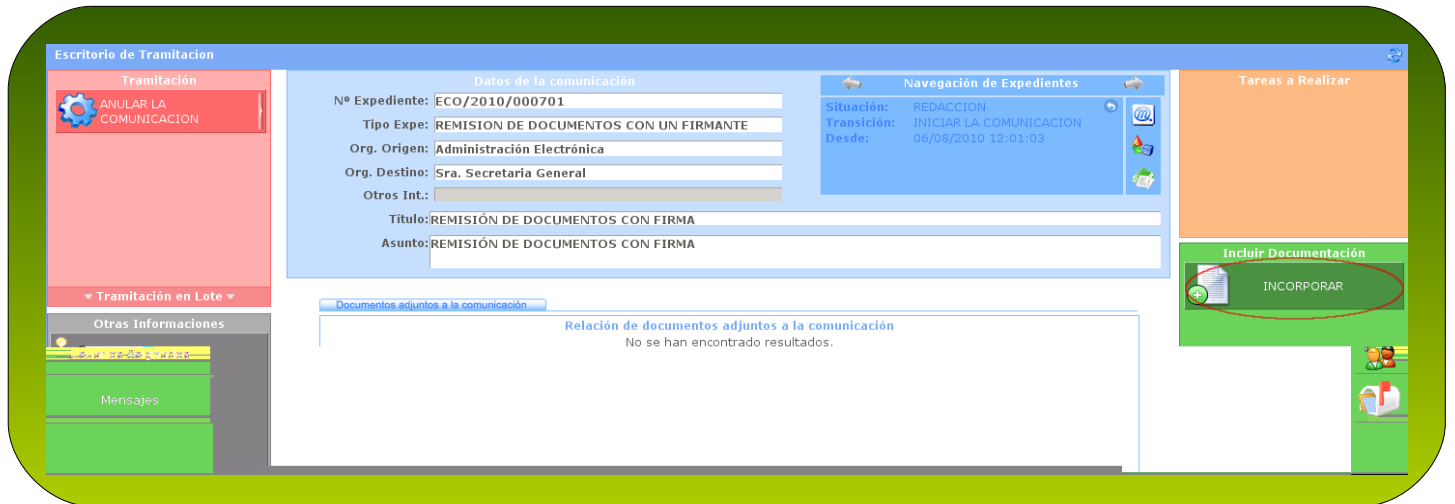 Escritorio de Tramitacion
Tramitación
ANULAR LA
COMUNICACION
Tramitación en Lote
Otras Informaciones
Mensajes
Datos de la comunicación
Nº Expediente: ECO/2010/000701
Tipo Expe: REMISION DE DOCUMENTOS CON UN FIRMANTE
Org. Origen: Administración Electrónica
Org. Destino: Sra. Secretaria General
Otros Int.:
Título: REMISIÓN DE DOCUMENTOS CON FIRMA
Asunto: REMISIÓN DE DOCUMENTOS CON FIRMA
Navegación de Expedientes
Situación: REDACCION
Transición: INICIAR LA COMUNICACION
Desde: 06/08/2010 12:01:03
Documentos adjuntos a la comunicación
Relación de documentos adjuntos a la comunicación
No se han encontrado resultados.
Tareas a Realizar
Incluir Documentación
INCORPORAR